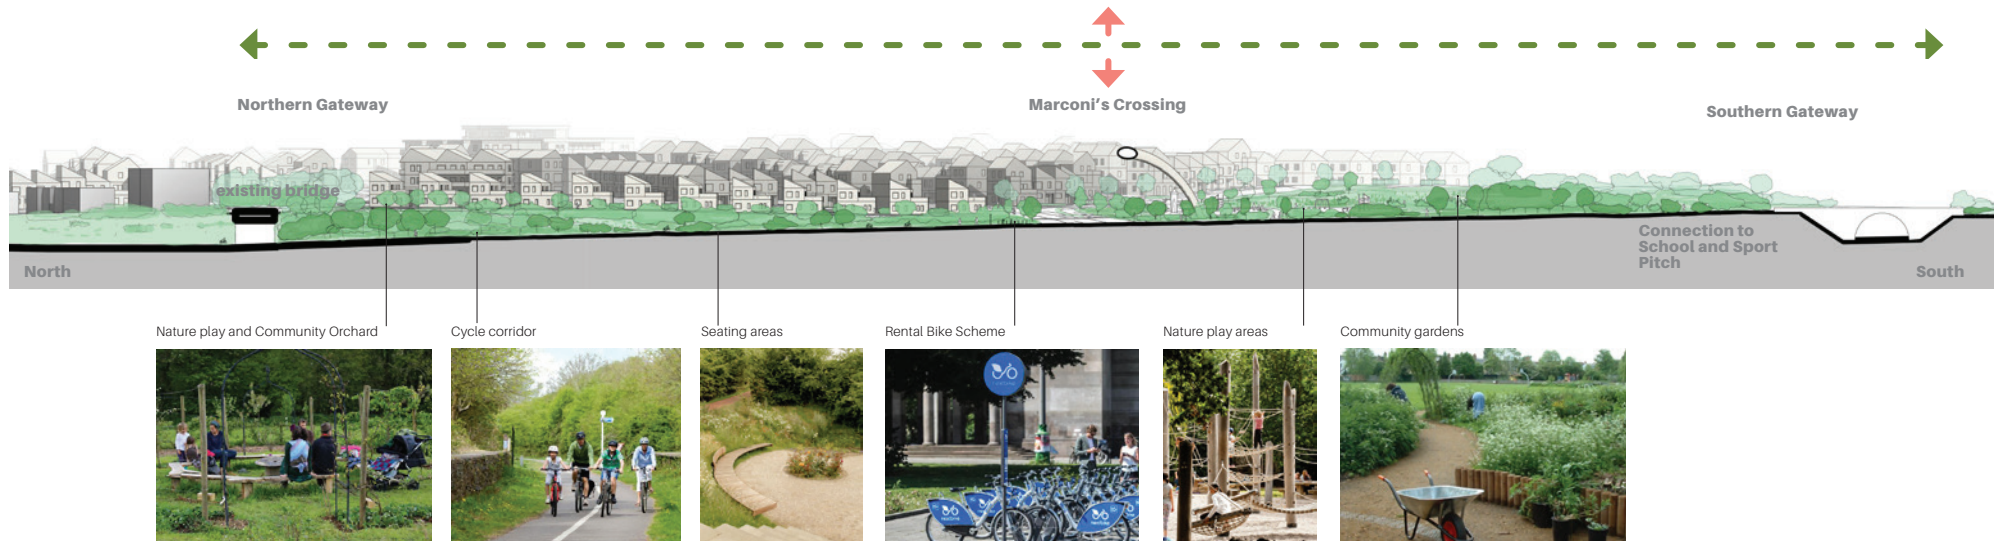 Northern Gateway
Marconi's Crossing
Southern Gateway
existing bridge
Connection to
School and Sport
Pitch
North
South
Nature play and Community Orchard
Cycle corridor
Seating areas
Rental Bike Scheme
Nature play areas
Community gardens